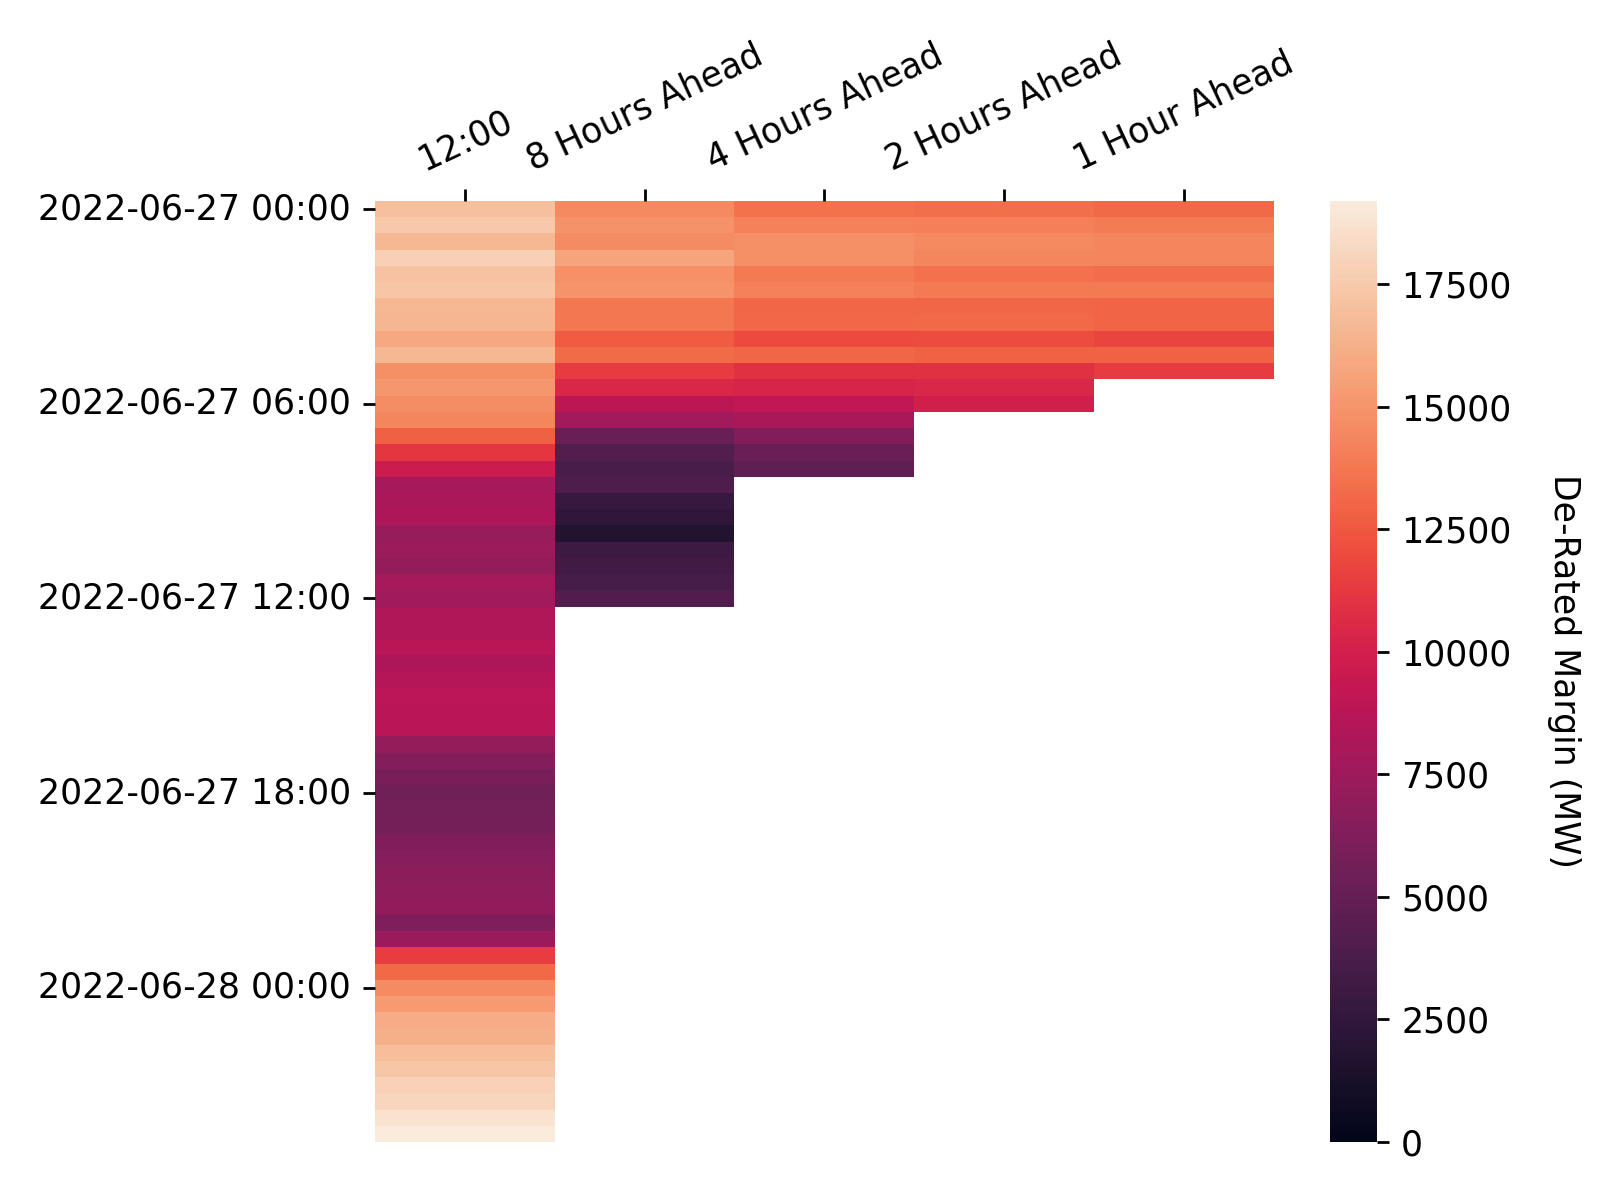 12:00
8 Hours Ahead
4 Hours Ahead
2 Hours Ahead
1 Hour Ahead
2022-06-27 00:00
2022-06-27 06:00
2022-06-27 12:00
2022-06-27 18:00
2022-06-28 00:00
17500
15000
12500
10000
7500
5000
2500
0
De-Rated Margin (MW)